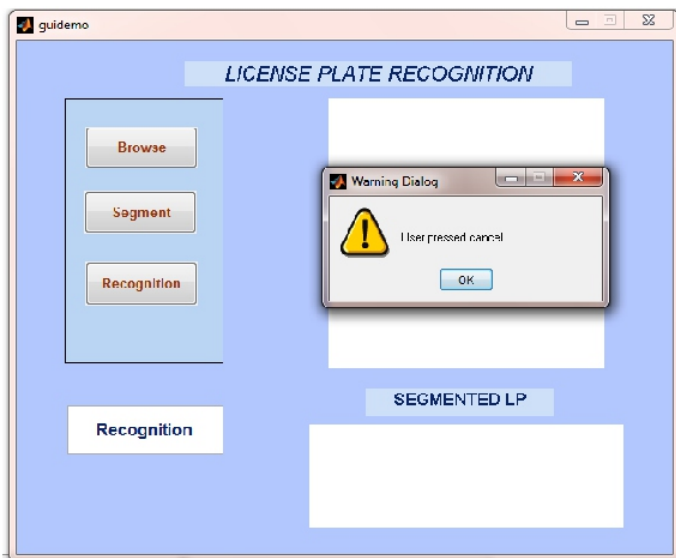 guidemo
LICENSE PLATE RECOGNITION
Browse
Segment
Recognition
Warning Dialog
User pressed cancel
OK
SEGMENTED LP
Recognition